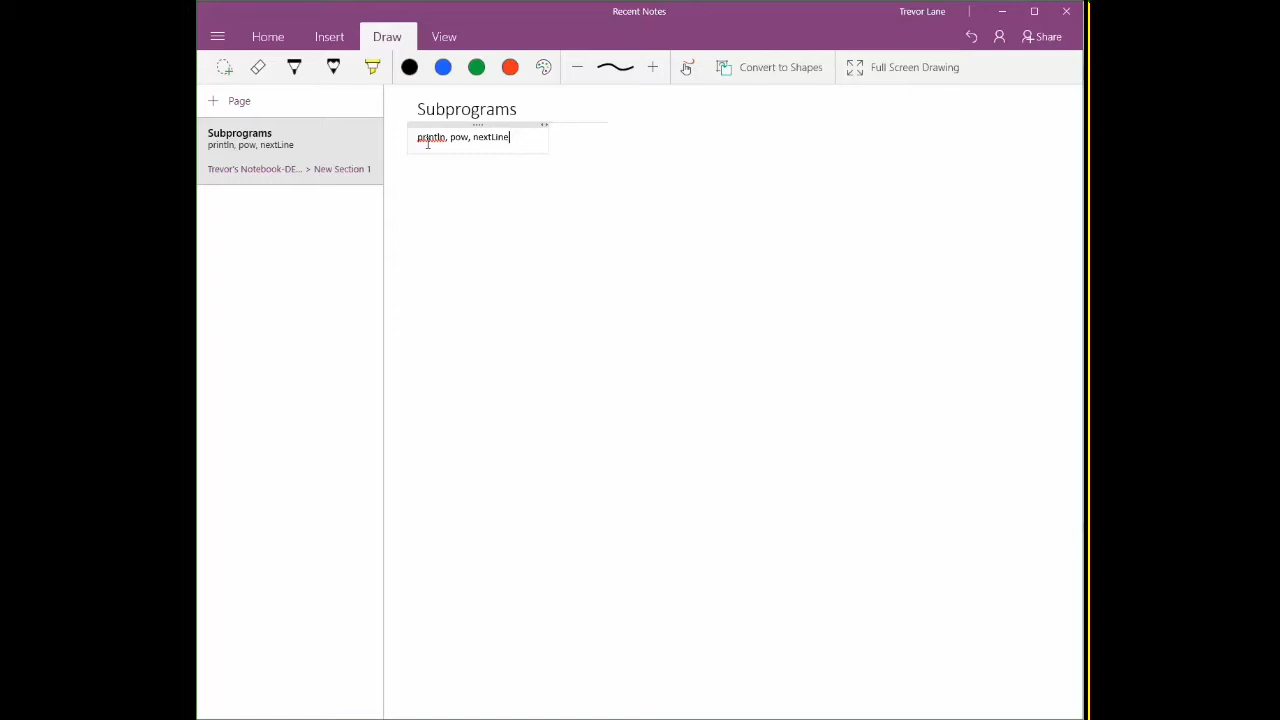 Recent Notes
Trevor Lane
Home Insert Draw View
Share
Convert to Shapes
Full Screen Drawing
Page
Subprograms
println, pow, nextLine
Trevor's Notebook-DE... > New Section 1
Subprograms
println, pow, nextLine